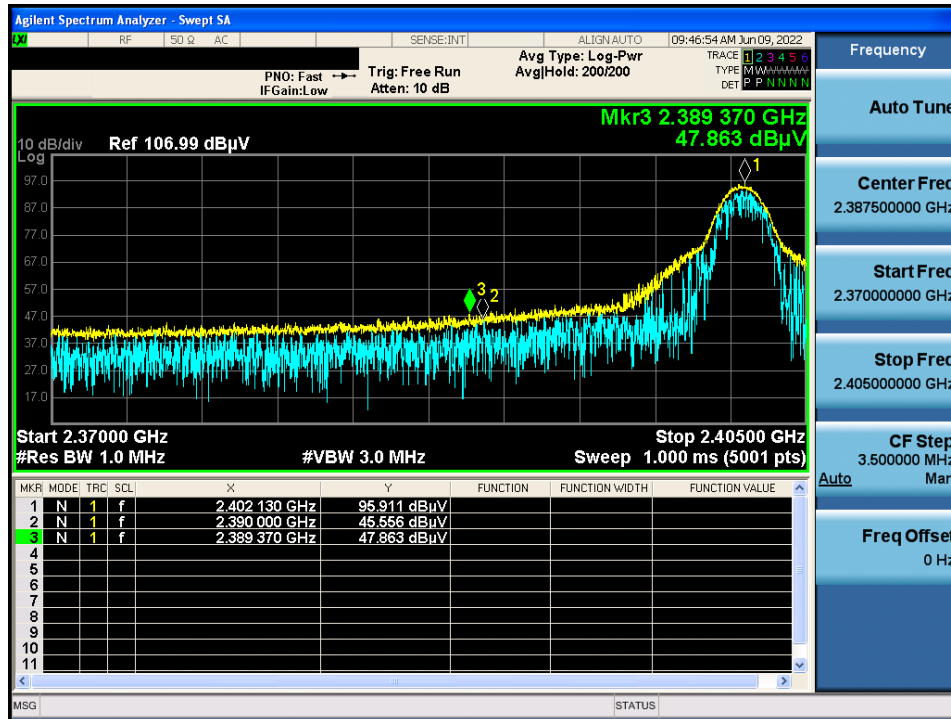 Agilent Spectrum Analyzer - Swept SA
LXI RF 50 Ω AC SENSE:INT ALIGN AUTO 09:46:54 AM Jun 09, 2022
Frequency
PNO: Fast
IFGain:Low
Trig: Free Run
Atten: 10 dB
Avg Type: Log-Pwr
Avg|Hold: 200/200
TRACE 1 2 3 4 5 6
TYPE MWWWWW
DET P P N N N N
Auto Tune
Mkr3 2.389 370 GHz
47.863 dBµV
10 dB/div Ref 106.99 dBµV
Log
97.0
87.0
77.0
67.0
57.0
47.0
37.0
27.0
17.0
1
3
2
Start 2.37000 GHz Stop 2.40500 GHz
#Res BW 1.0 MHz #VBW 3.0 MHz Sweep 1.000 ms (5001 pts)
Center Freq
2.387500000 GHz
Start Freq
2.370000000 GHz
Stop Freq
2.405000000 GHz
CF Step
3.500000 MHz
Auto Man
Freq Offset
0 Hz
MKR MODE TRC SCL X Y FUNCTION FUNCTION WIDTH FUNCTION VALUE
1 N 1 f 2.402 130 GHz 95.911 dBµV
2 N 1 f 2.390 000 GHz 45.556 dBµV
3 N 1 f 2.389 370 GHz 47.863 dBµV
4
5
6
7
8
9
10
11
MSG STATUS